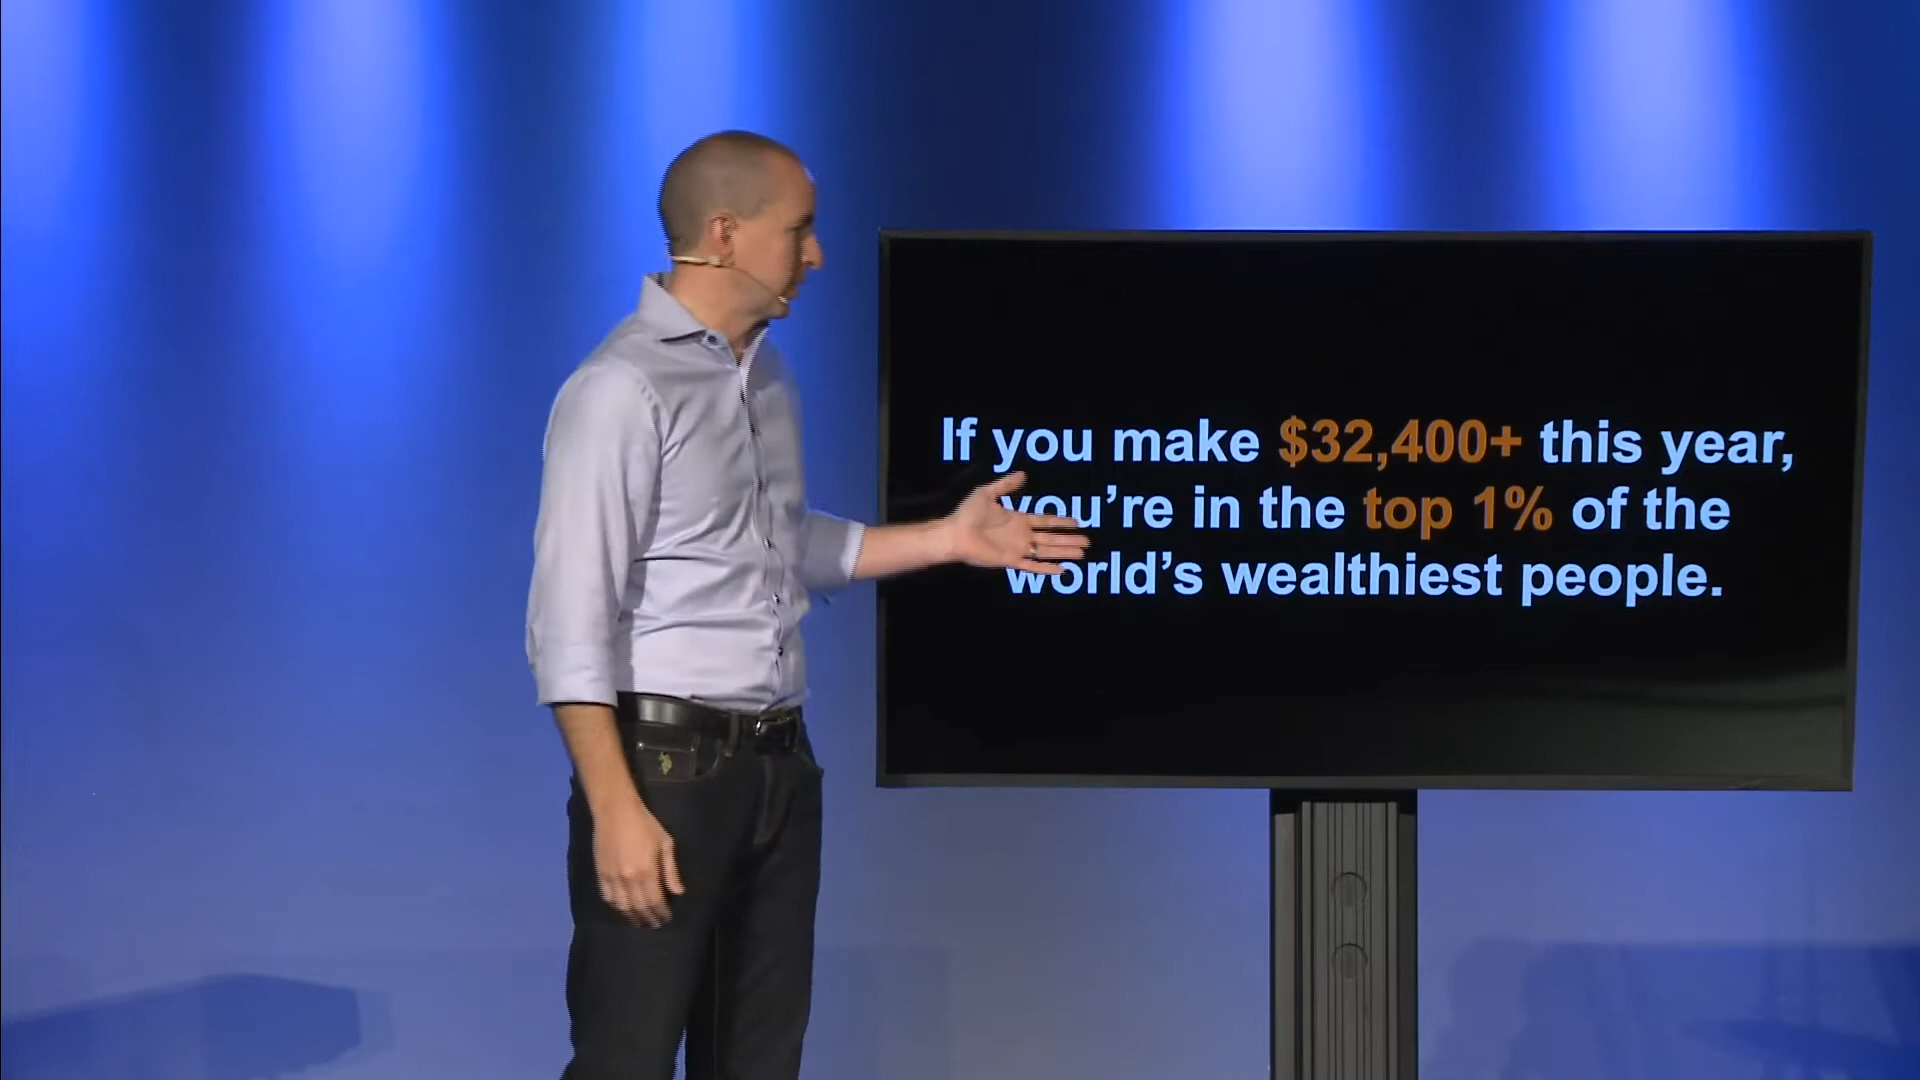 If you make $32,400+ this year,
you’re in the top 1% of the
world’s wealthiest people.